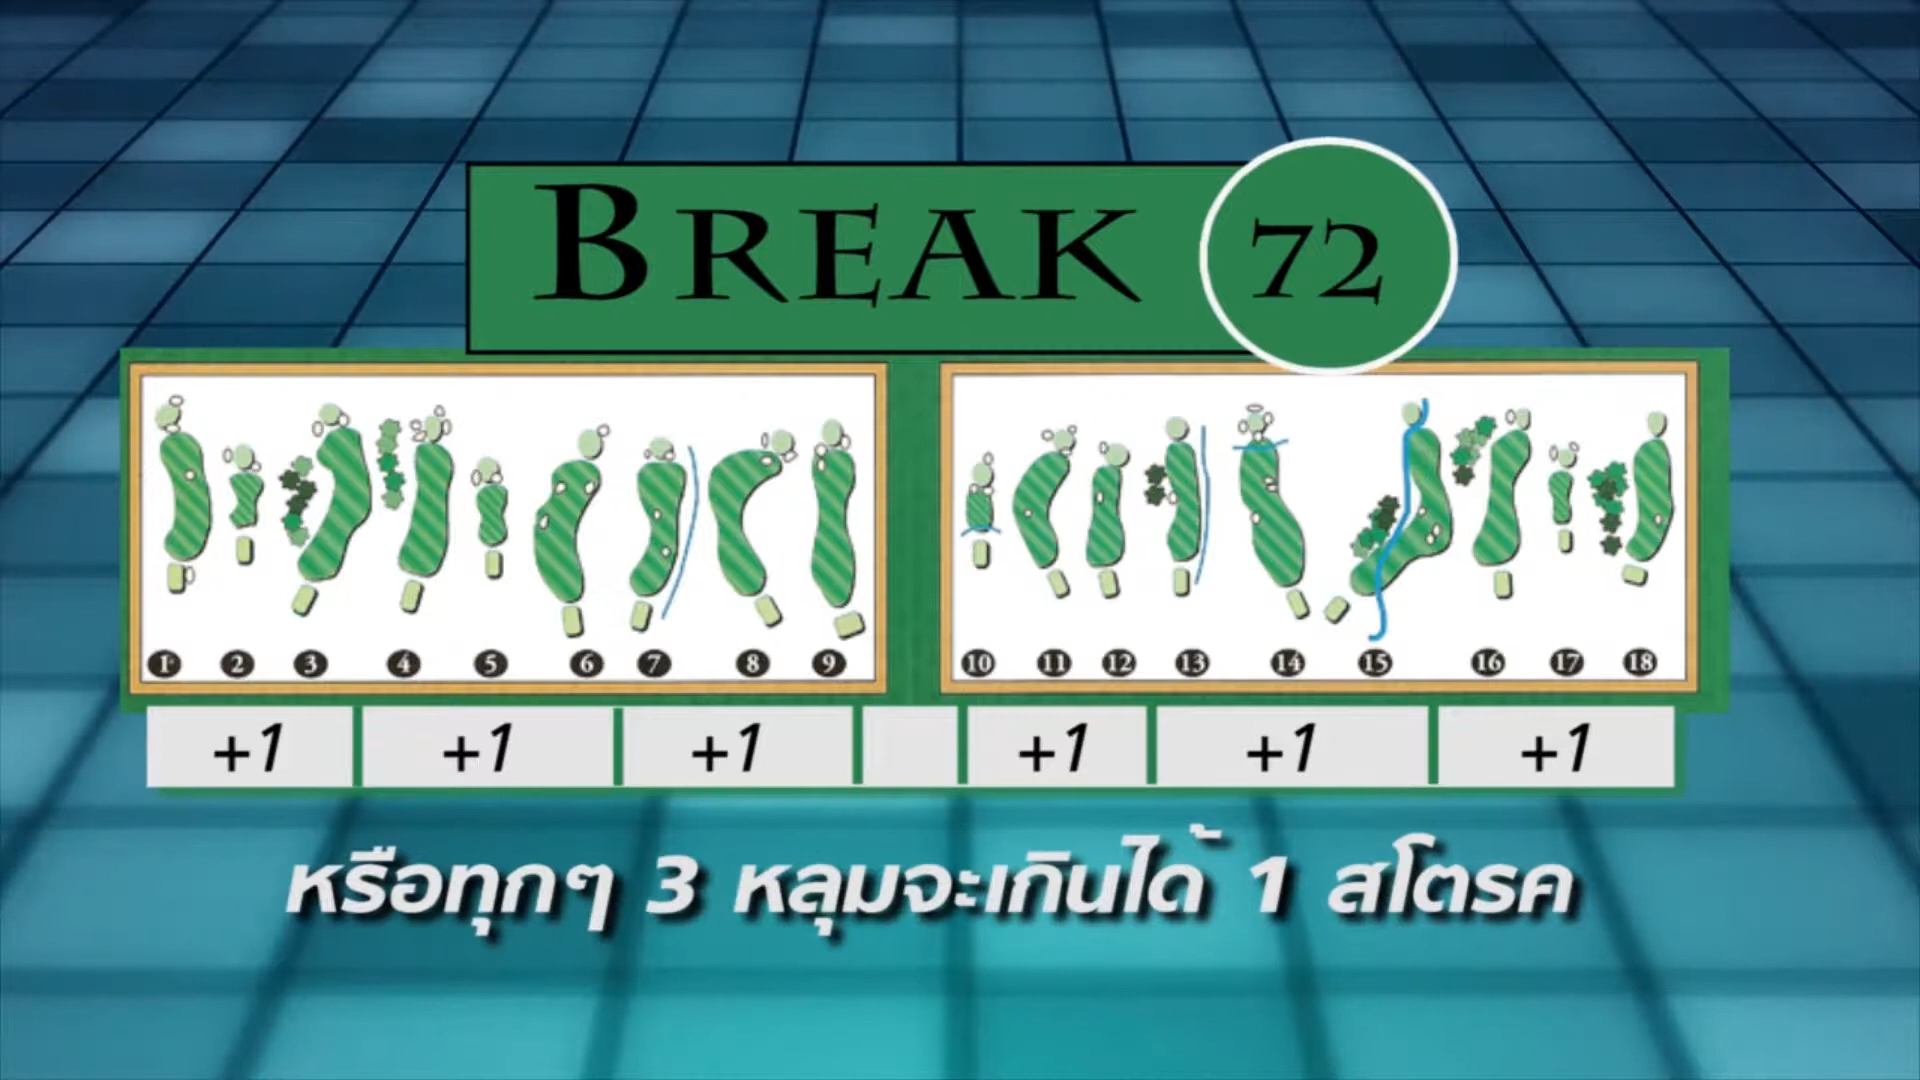 BREAK 72
1 2 3 4 5 6 7 8 9 10 11 12 13 14 15 16 17 18
+1 +1 +1 +1 +1 +1
หรือทุกๆ 3 หลุมจะเกินได้ 1 สโตรค